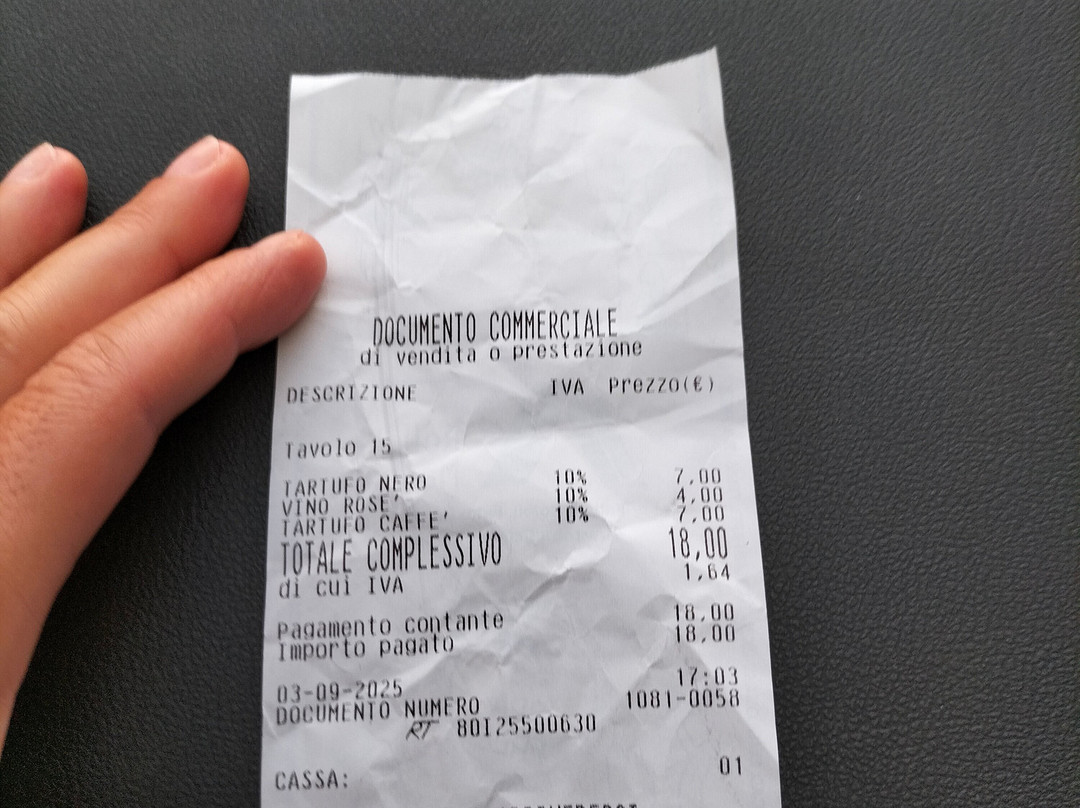 DOCUMENTO COMMERCIALE
di vendita o prestazione
DESCRIZIONE IVA Prezzo(€)
Tavolo 15
TARTUFO NERO 10% 7,00
VINO ROSE' 10% 4,00
TARTUFO CAFFE' 10% 7,00
TOTALE COMPLESSIVO 18,00
di cui IVA 1,64
Pagamento contante 18,00
Importo pagato 18,00
03-09-2025 17:03
DOCUMENTO NUMERO 1081-0058
RT 80I25500630
CASSA: 01